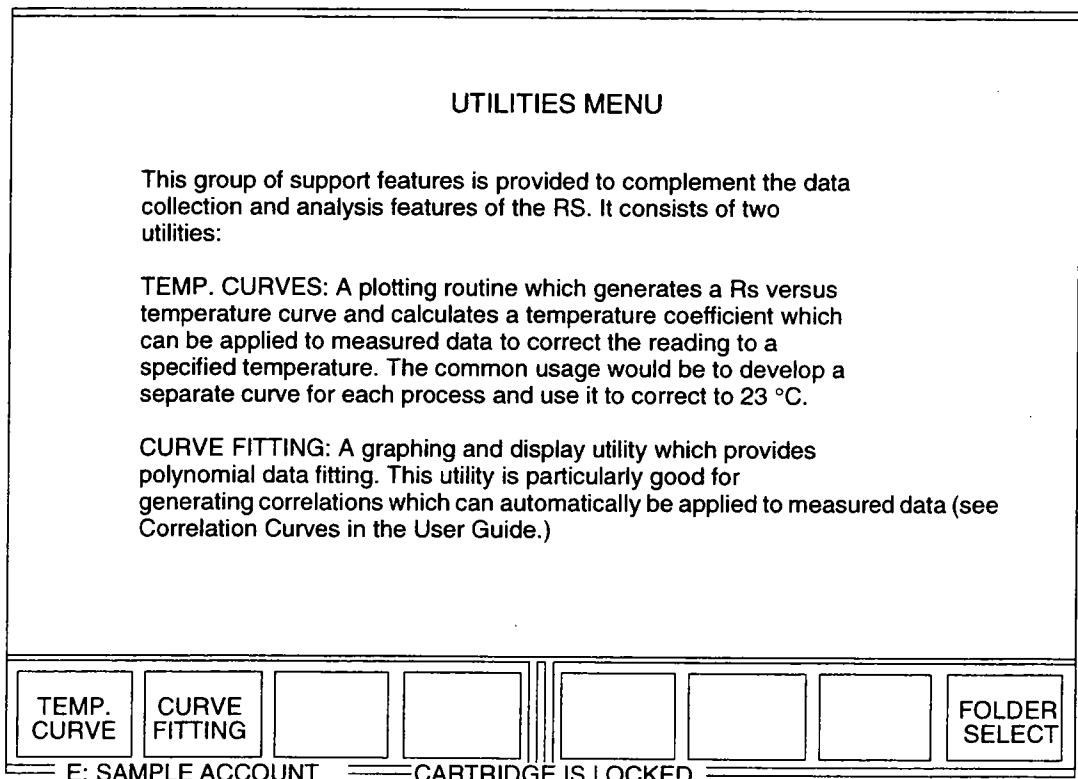 UTILITIES MENU
This group of support features is provided to complement the data
collection and analysis features of the RS. It consists of two
utilities:
TEMP. CURVES: A plotting routine which generates a Rs versus
temperature curve and calculates a temperature coefficient which
can be applied to measured data to correct the reading to a
specified temperature. The common usage would be to develop a
separate curve for each process and use it to correct to 23 °C.
CURVE FITTING: A graphing and display utility which provides
polynomial data fitting. This utility is particularly good for
generating correlations which can automatically be applied to measured data (see
Correlation Curves in the User Guide.)
TEMP.
CURVE
CURVE
FITTING
FOLDER
SELECT
E: SAMPLE ACCOUNT
CARTRIDGE IS LOCKED